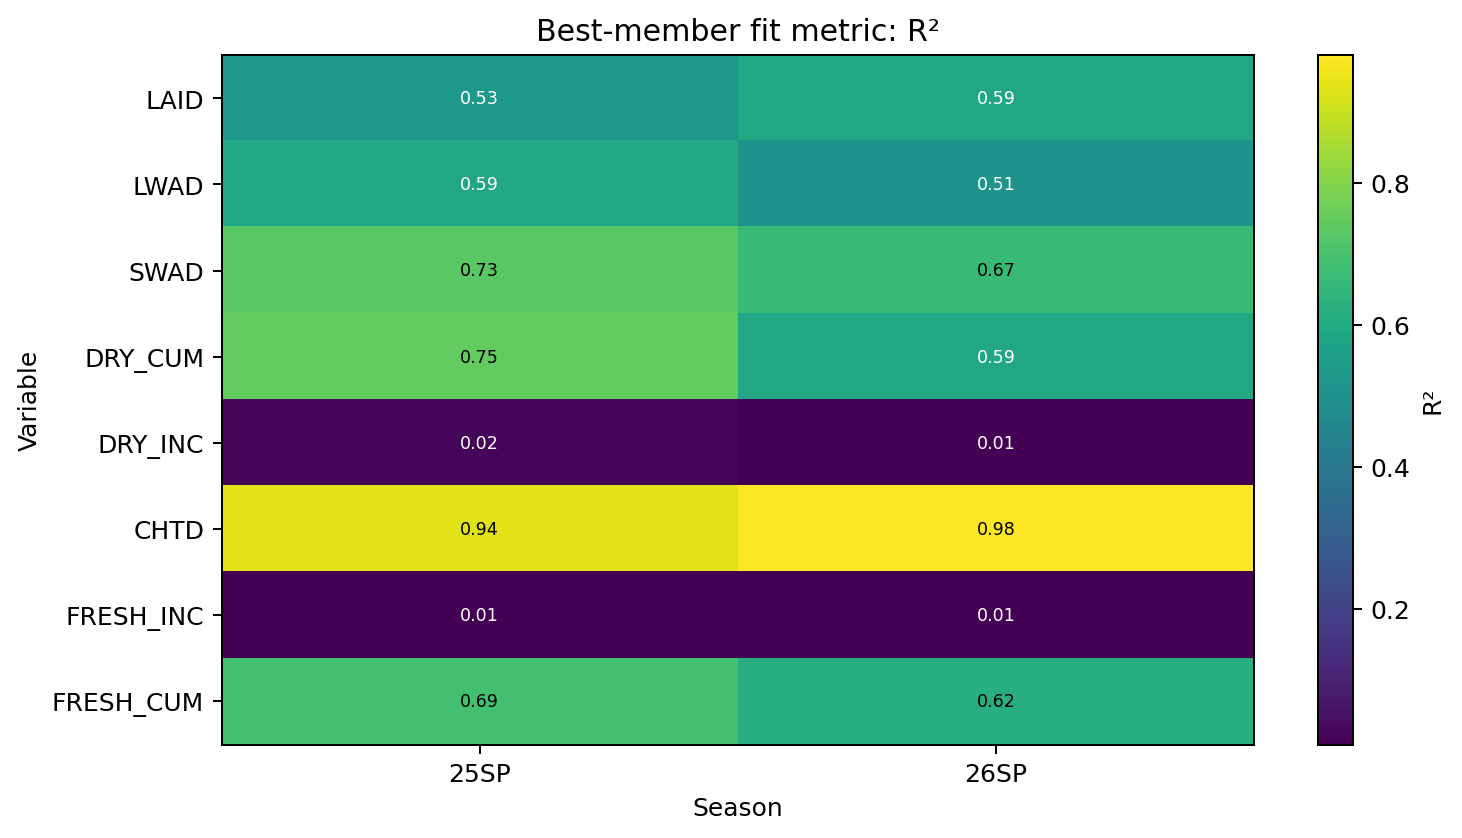 Best-member fit metric: R²
LAID 0.53 0.59
LWAD 0.59 0.51
SWAD 0.73 0.67
DRY_CUM 0.75 0.59
DRY_INC 0.02 0.01
CHTD 0.94 0.98
FRESH_INC 0.01 0.01
FRESH_CUM 0.69 0.62
25SP 26SP
Season
Variable
0.8
0.6
0.4
0.2
R²